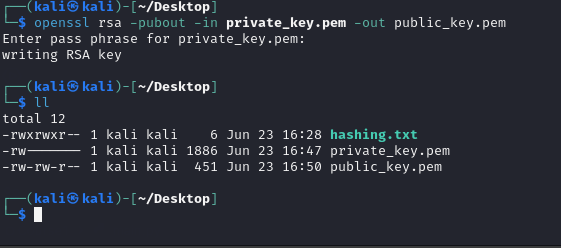 ┌──(kali㉿kali)-[~/Desktop]
└─$ openssl rsa -pubout -in private_key.pem -out public_key.pem
Enter pass phrase for private_key.pem:
writing RSA key
┌──(kali㉿kali)-[~/Desktop]
└─$ ll
total 12
-rwxrwxr-- 1 kali kali    6 Jun 23 16:28 hashing.txt
-rw------- 1 kali kali 1886 Jun 23 16:47 private_key.pem
-rw-rw-r-- 1 kali kali  451 Jun 23 16:50 public_key.pem
┌──(kali㉿kali)-[~/Desktop]
└─$